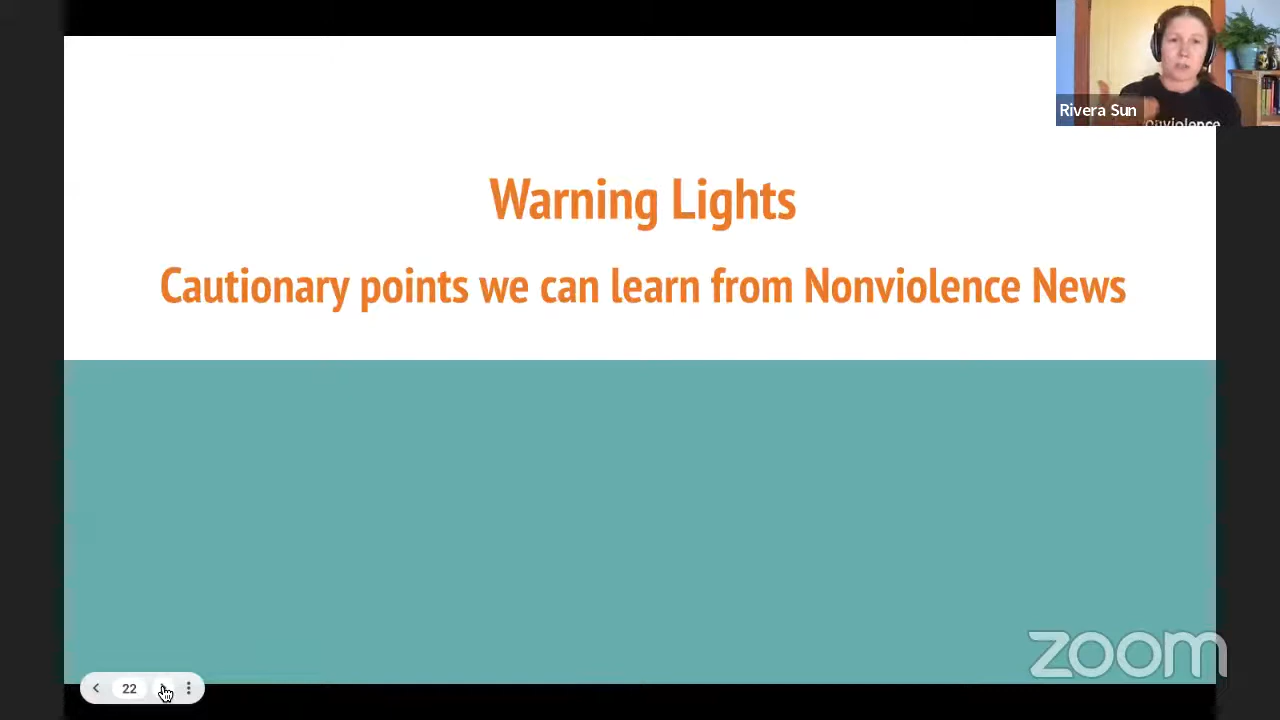 Rivera Sun
Warning Lights
Cautionary points we can learn from Nonviolence News
zoom
22